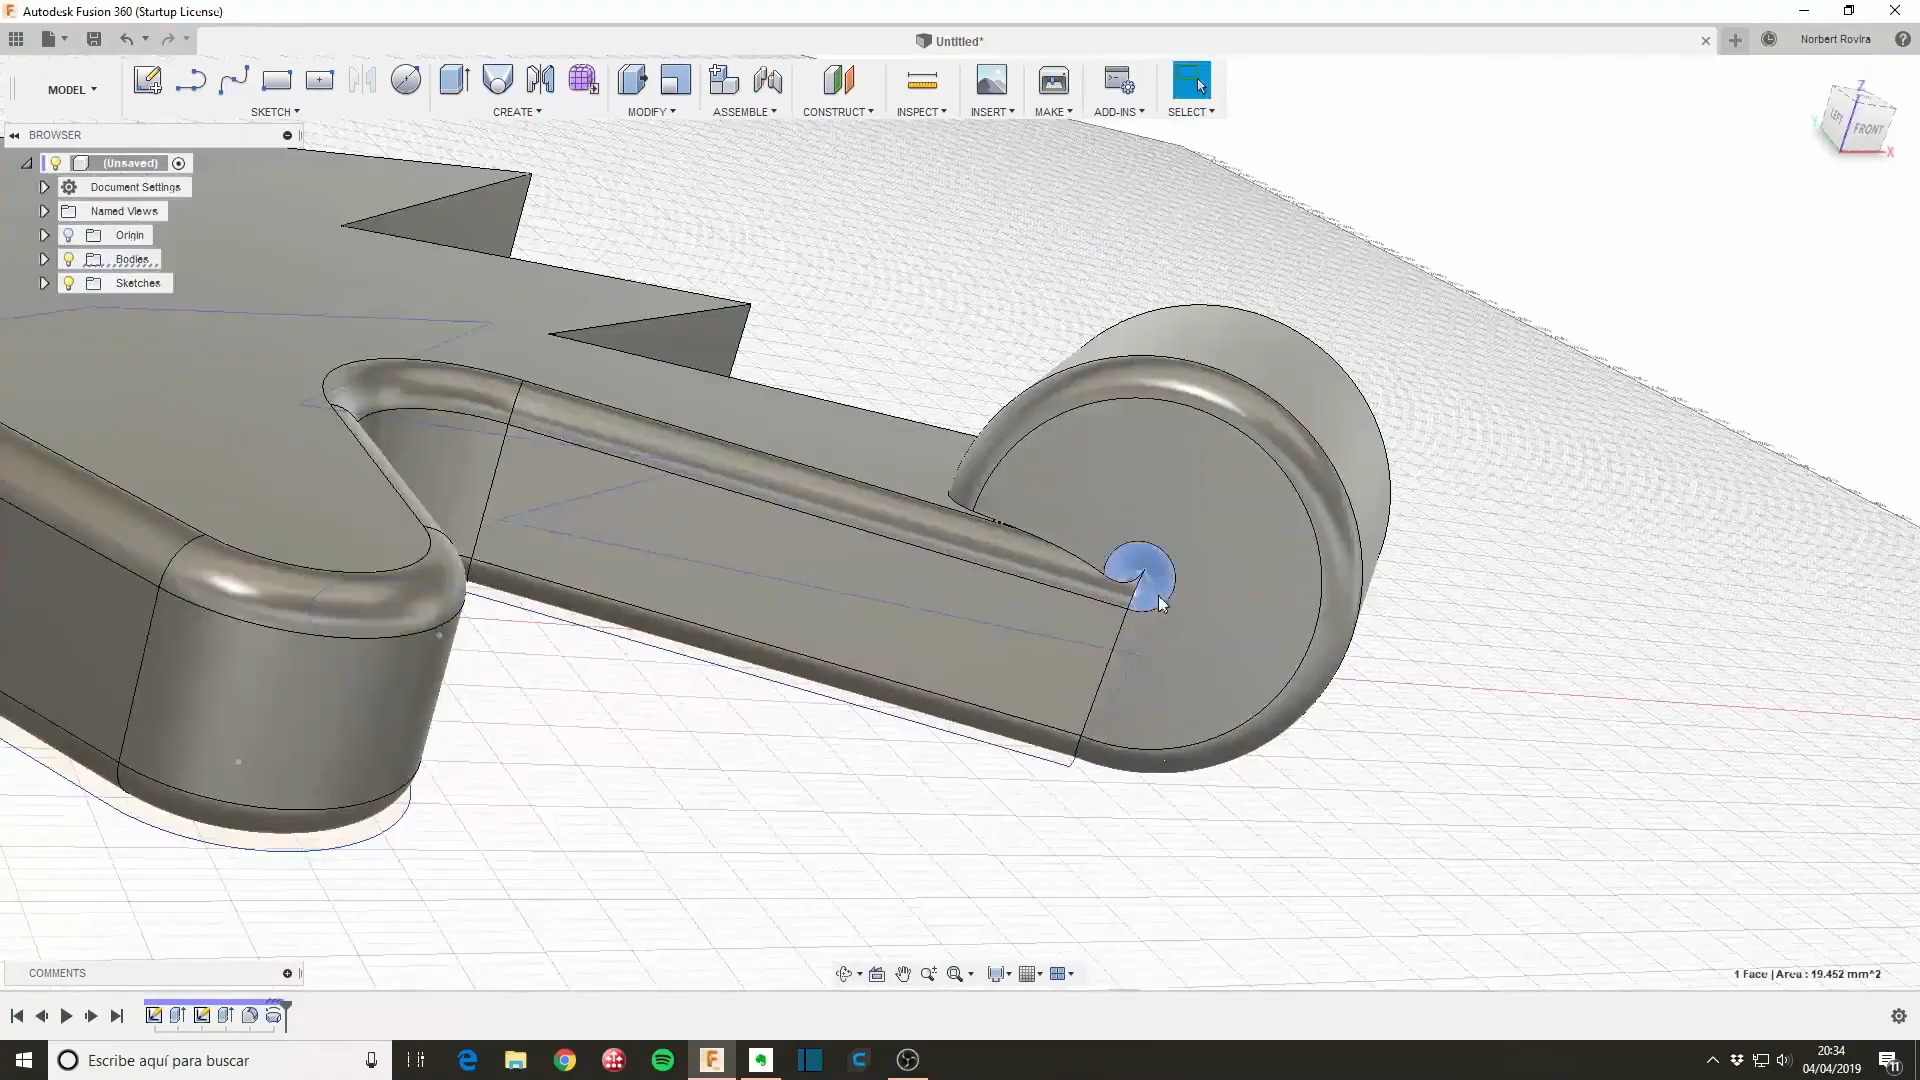 Autodesk Fusion 360 (Startup License)
Untitled*
Norbert Rovira
MODEL
SKETCH
CREATE
MODIFY
ASSEMBLE
CONSTRUCT
INSPECT
INSERT
MAKE
ADD-INS
SELECT
BROWSER
(Unsaved)
Document Settings
Named Views
Origin
Bodies
Sketches
Z
LEFT
FRONT
Y
X
COMMENTS
1 Face | Area : 19.452 mm^2
Escribe aquí para buscar
20:34
04/04/2019
11